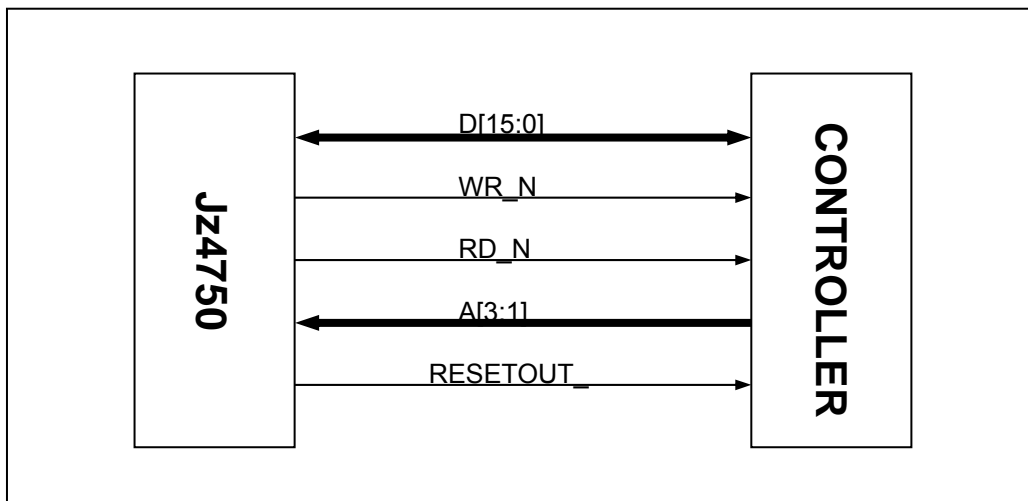 Jz4750
D[15:0]
WR_N
RD_N
A[3:1]
RESETOUT_
CONTROLLER